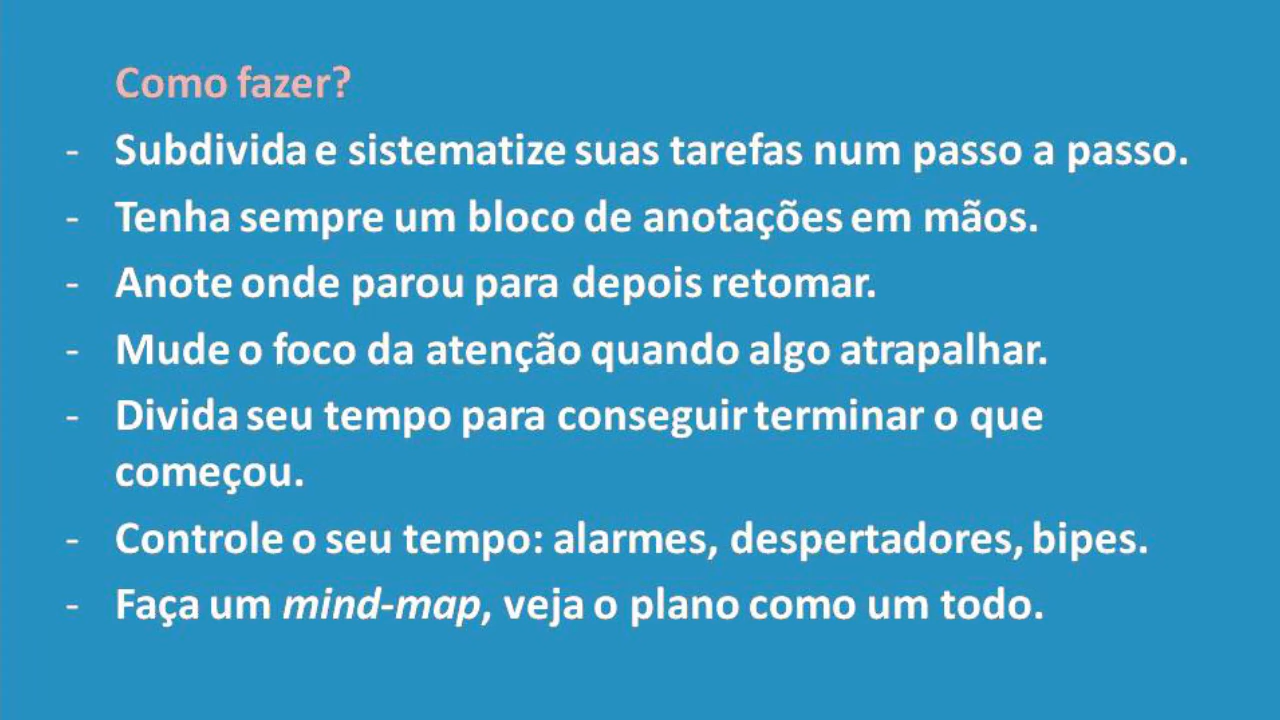 Como fazer?
- Subdivida e sistematize suas tarefas num passo a passo.
- Tenha sempre um bloco de anotações em mãos.
- Anote onde parou para depois retomar.
- Mude o foco da atenção quando algo atrapalhar.
- Divida seu tempo para conseguir terminar o que
começou.
- Controle o seu tempo: alarmes, despertadores, bipes.
- Faça um mind-map, veja o plano como um todo.